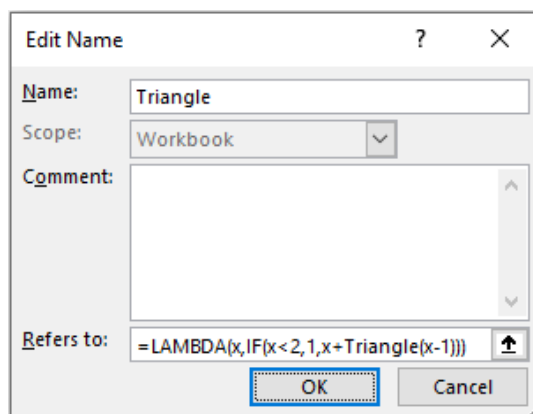 Edit Name ?
Name: Triangle
Scope: Workbook
Comment:
Refers to: =LAMBDA(x,IF(x<2,1,x+Triangle(x-1)))
OK Cancel